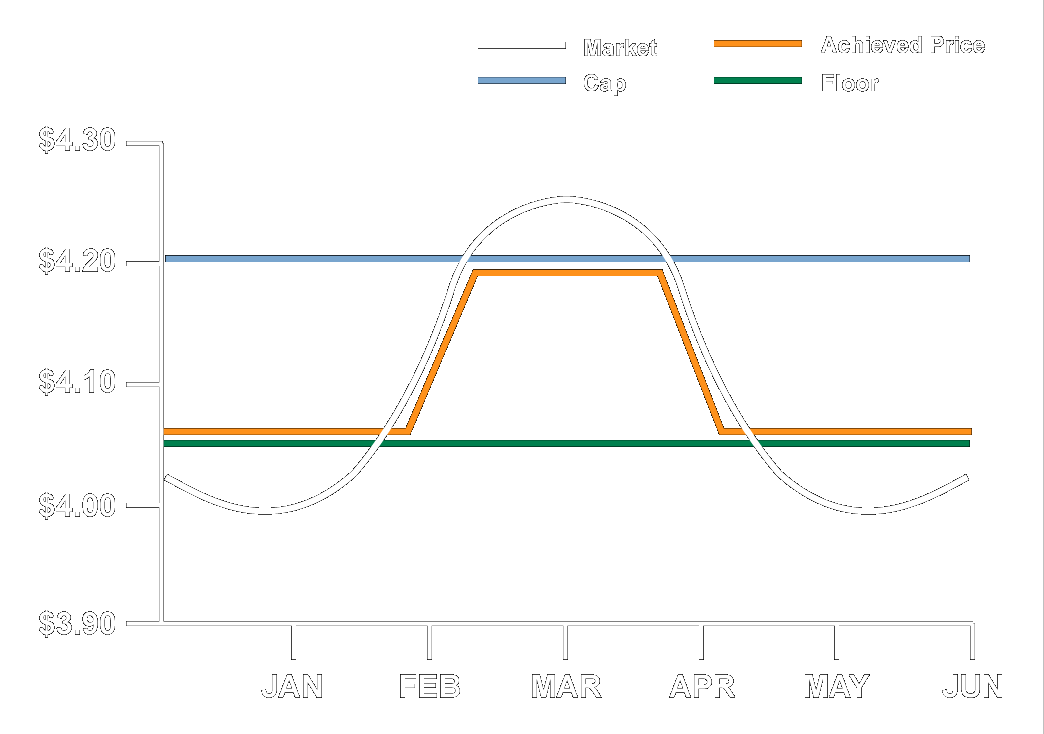 Market Achieved Price
Cap Floor
$4.30
$4.20
$4.10
$4.00
$3.90
JAN FEB MAR APR MAY JUN